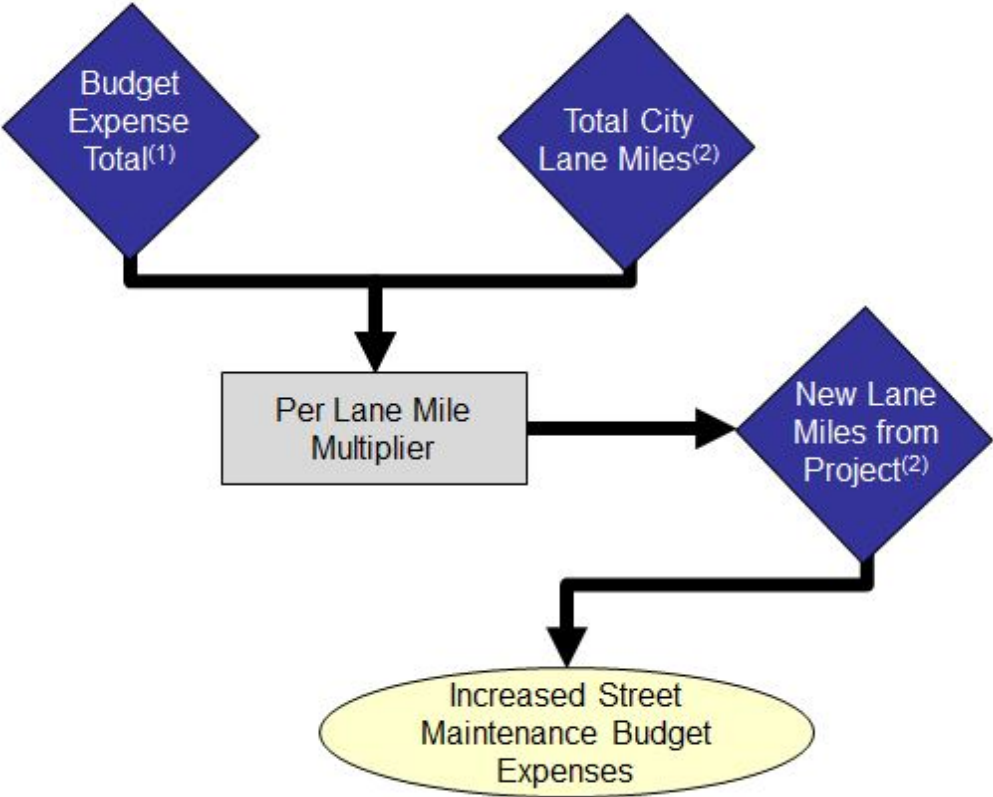 Budget
Expense
Total(1)
Total City
Lane Miles(2)
Per Lane Mile
Multiplier
New Lane
Miles from
Project(2)
Increased Street
Maintenance Budget
Expenses